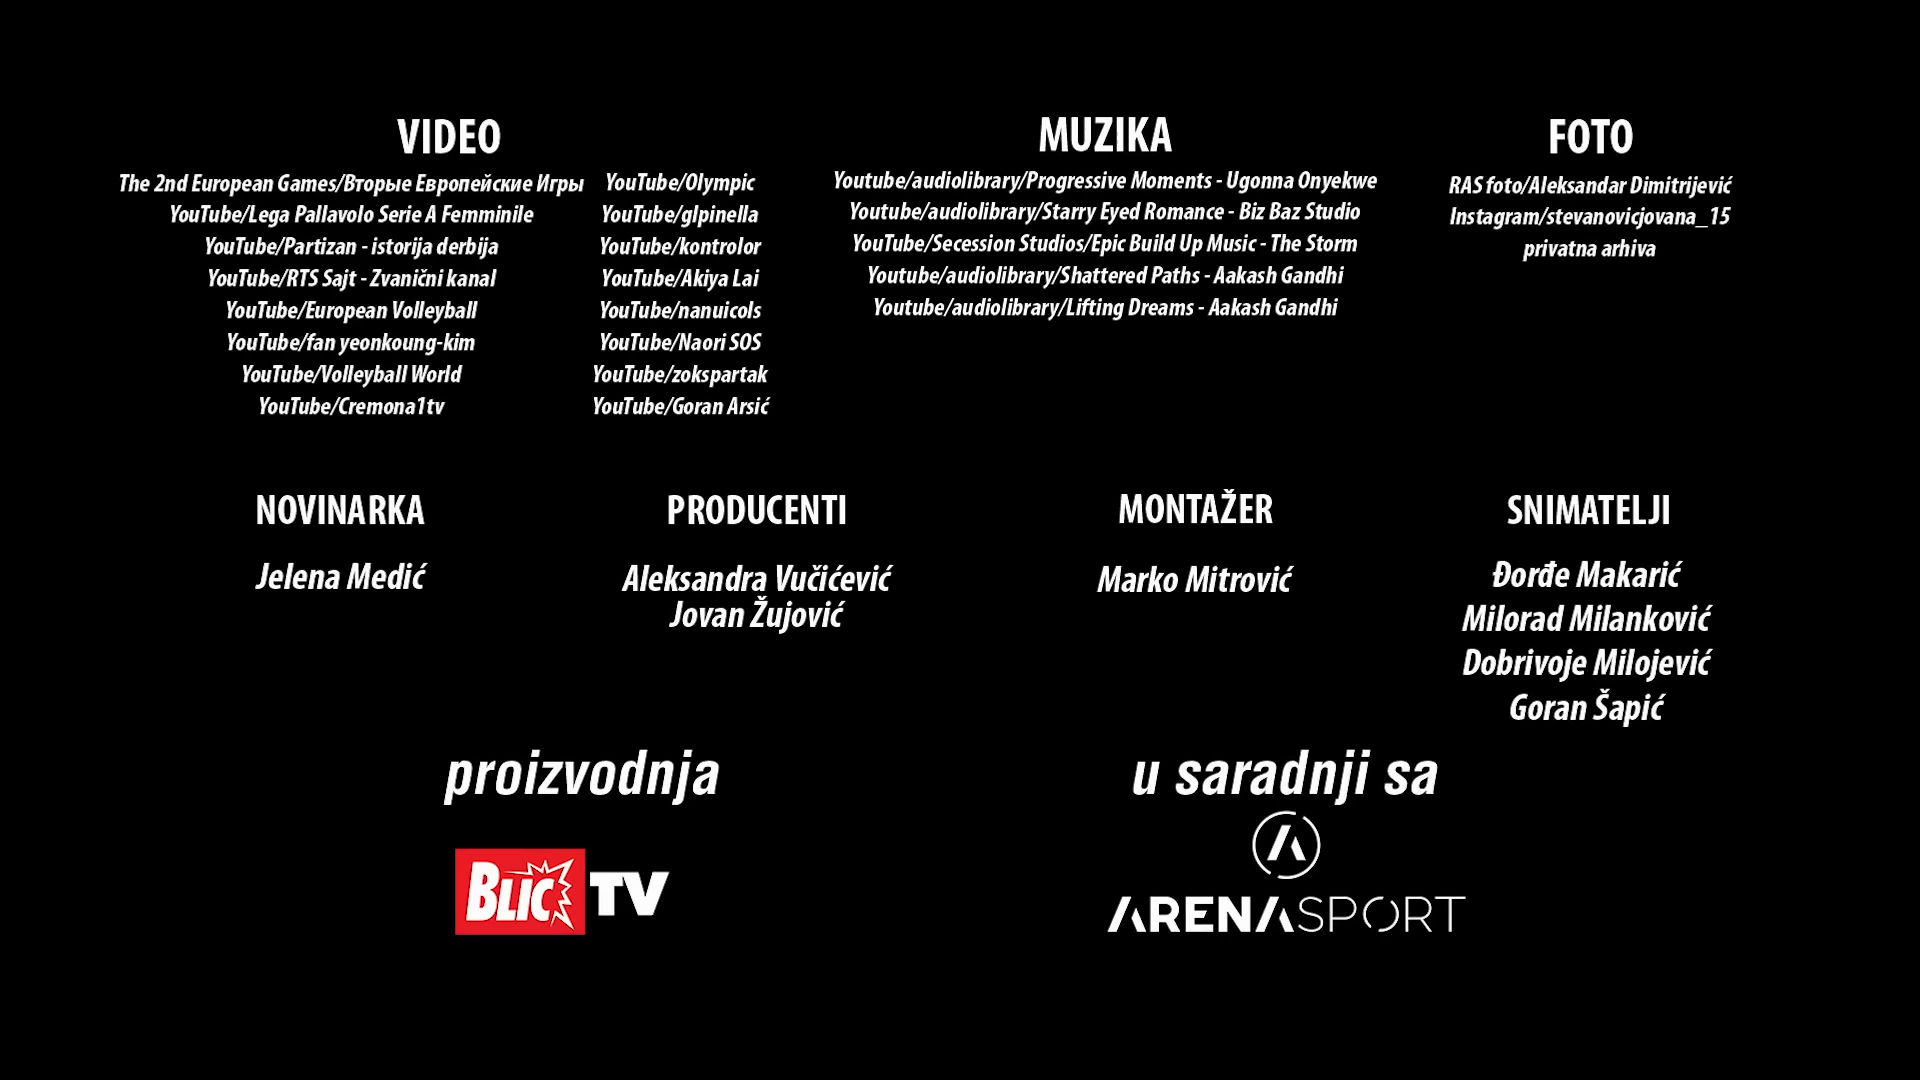 VIDEO
The 2nd European Games/Вторые Европейские Игры
YouTube/Lega Pallavolo Serie A Femminile
YouTube/Partizan - istorija derbija
YouTube/RTS Sajt - Zvanični kanal
YouTube/European Volleyball
YouTube/fan yeonkoung-kim
YouTube/Volleyball World
YouTube/Cremona1tv
YouTube/Olympic
YouTube/glpinella
YouTube/kontrolor
YouTube/Akiya Lai
YouTube/nanuicols
YouTube/Naori SOS
YouTube/zokspartak
YouTube/Goran Arsić
MUZIKA
Youtube/audiolibrary/Progressive Moments - Ugonna Onyekwe
Youtube/audiolibrary/Starry Eyed Romance - Biz Baz Studio
YouTube/Secession Studios/Epic Build Up Music - The Storm
Youtube/audiolibrary/Shattered Paths - Aakash Gandhi
Youtube/audiolibrary/Lifting Dreams - Aakash Gandhi
FOTO
RAS foto/Aleksandar Dimitrijević
Instagram/stevanovicjovana_15
privatna arhiva
NOVINARKA
Jelena Medić
PRODUCENTI
Aleksandra Vučićević
Jovan Žujović
MONTAŽER
Marko Mitrović
SNIMATELJI
Đorđe Makarić
Milorad Milanković
Dobrivoje Milojević
Goran Šapić
proizvodnja
BLIC TV
u saradnji sa
ARENASPORT